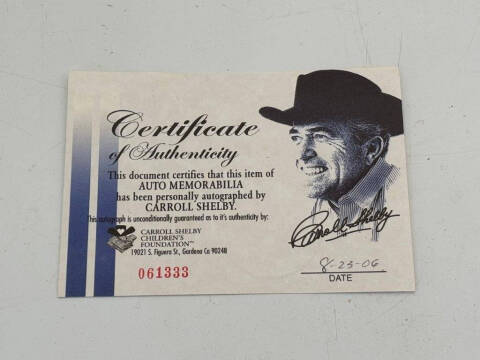 Certificate
of Authenticity
This document certifies that this item of
AUTO MEMORABILIA
has been personally autographed by
CARROLL SHELBY.
This autograph is unconditionally guaranteed as to it's authenticity by:
CARROLL SHELBY
CHILDREN'S
FOUNDATION™
19021 S. Figuera St., Gardena Ca 90248
061333
Carroll Shelby
8-23-06
DATE